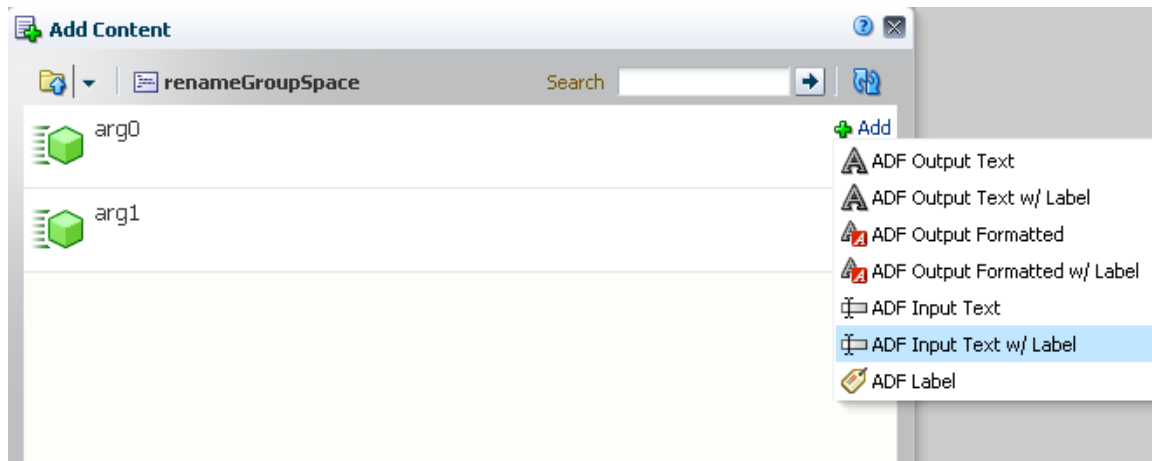 Add Content
renameGroupSpace Search
arg0 Add
ADF Output Text
ADF Output Text w/ Label
arg1
ADF Output Formatted
ADF Output Formatted w/ Label
ADF Input Text
ADF Input Text w/ Label
ADF Label